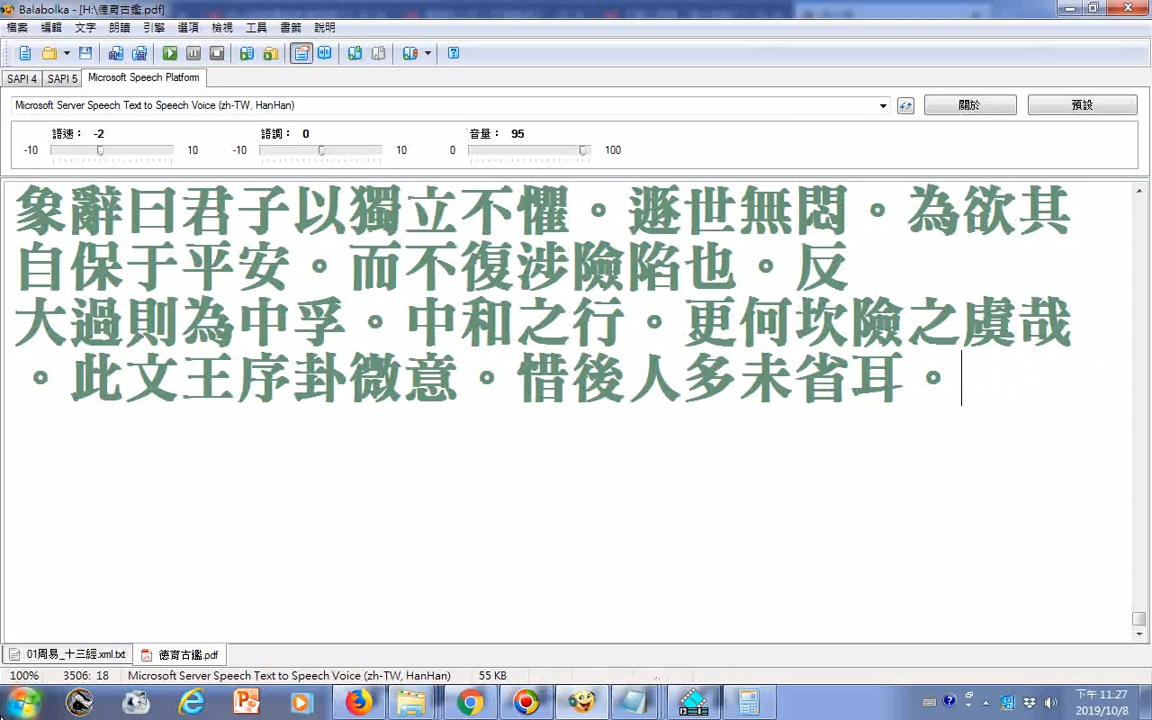 Balabolka - [H:\德育古鑑.pdf]
檔案 編輯 文字 朗讀 引擎 選項 檢視 工具 書籤 說明
SAPI 4 SAPI 5 Microsoft Speech Platform
Microsoft Server Speech Text to Speech Voice (zh-TW, HanHan) 關於 預設
語速： -2 語調： 0 音量： 95
-10 10 -10 10 0 100
象辭曰君子以獨立不懼。遯世無悶。為欲其
自保于平安。而不復涉險陷也。反
大過則為中孚。中和之行。更何坎險之虞哉
。此文王序卦微意。惜後人多未省耳。
01周易_十三經.xml.txt 德育古鑑.pdf
100% 3506: 18 Microsoft Server Speech Text to Speech Voice (zh-TW, HanHan) 55 KB
下午 11:27
2019/10/8